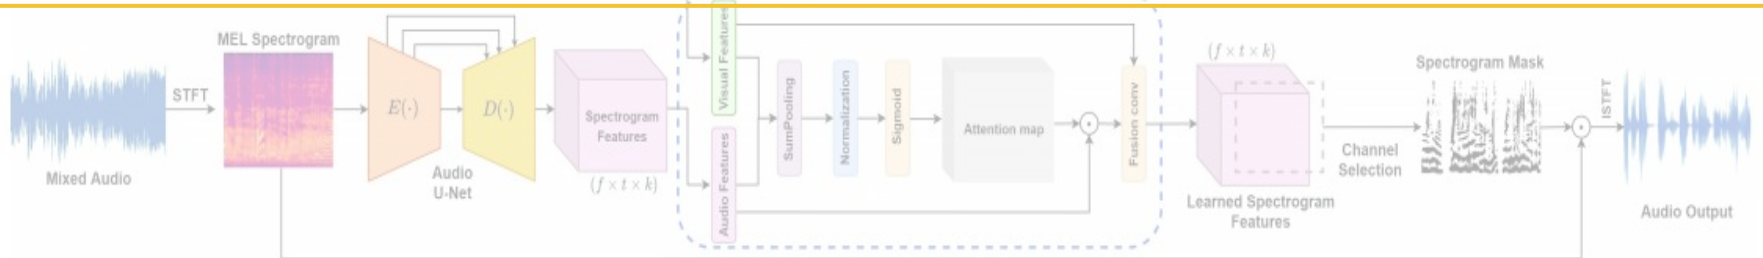 Mixed Audio
STFT
MEL Spectrogram
E(·)
D(·)
Audio
U-Net
Spectrogram
Features
(f × t × k)
Visual Features
Audio Features
SumPooling
Normalization
Sigmoid
Attention map
Fusion conv
(f × t × k)
Learned Spectrogram
Features
Channel
Selection
Spectrogram Mask
ISTFT
Audio Output